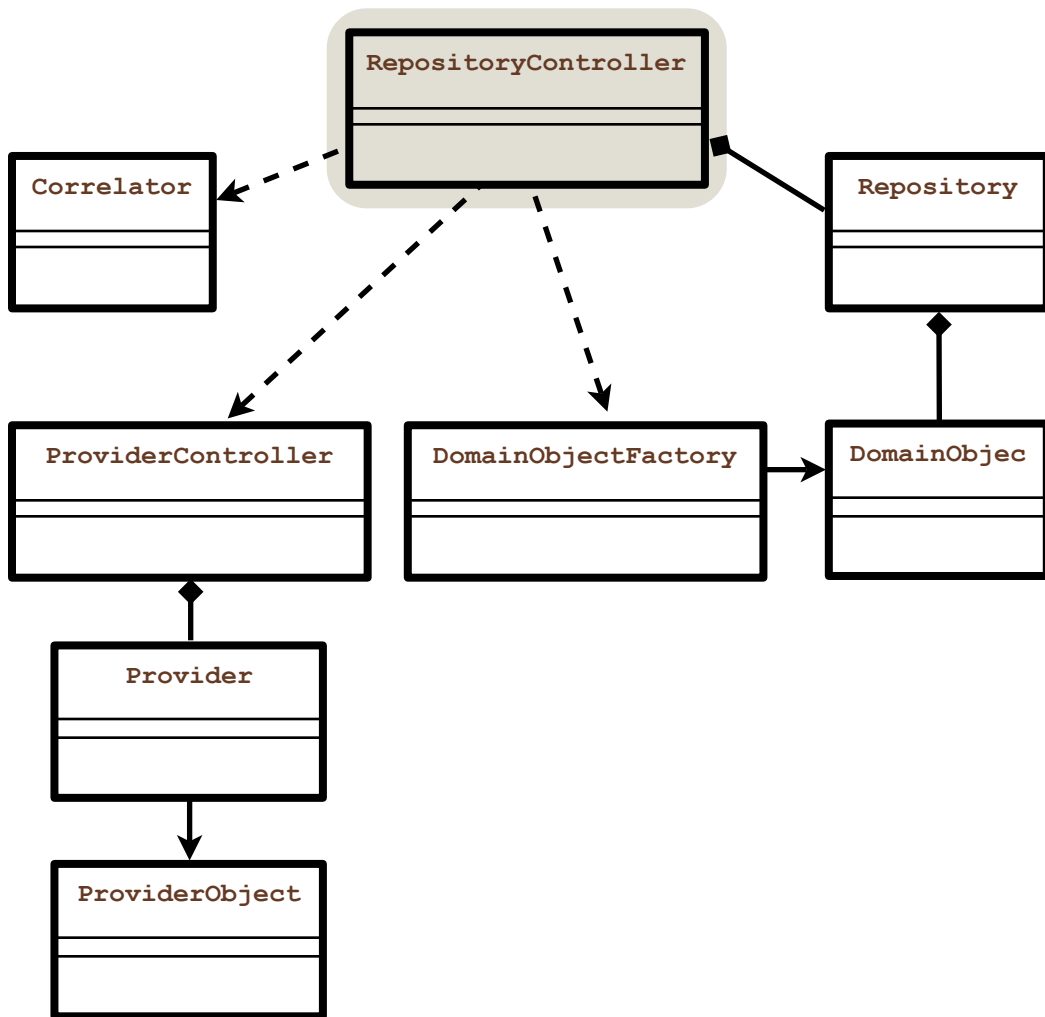 RepositoryController
Correlator
Repository
ProviderController
DomainObjectFactory
DomainObjec
Provider
ProviderObject